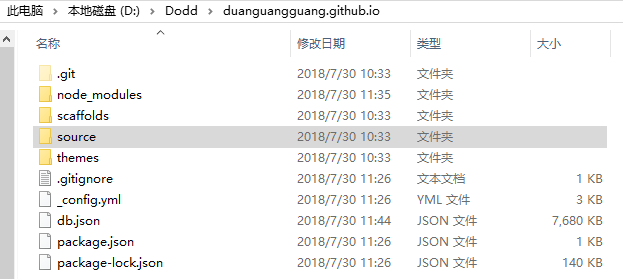 此电脑 > 本地磁盘 (D:) > Dodd > duanguangguang.github.io
名称 修改日期 类型 大小
.git 2018/7/30 10:33 文件夹
node_modules 2018/7/30 11:35 文件夹
scaffolds 2018/7/30 10:33 文件夹
source 2018/7/30 10:33 文件夹
themes 2018/7/30 10:33 文件夹
.gitignore 2018/7/30 11:26 文本文档 1 KB
_config.yml 2018/7/30 11:26 YML 文件 3 KB
db.json 2018/7/30 11:44 JSON 文件 7,680 KB
package.json 2018/7/30 11:26 JSON 文件 1 KB
package-lock.json 2018/7/30 11:26 JSON 文件 140 KB